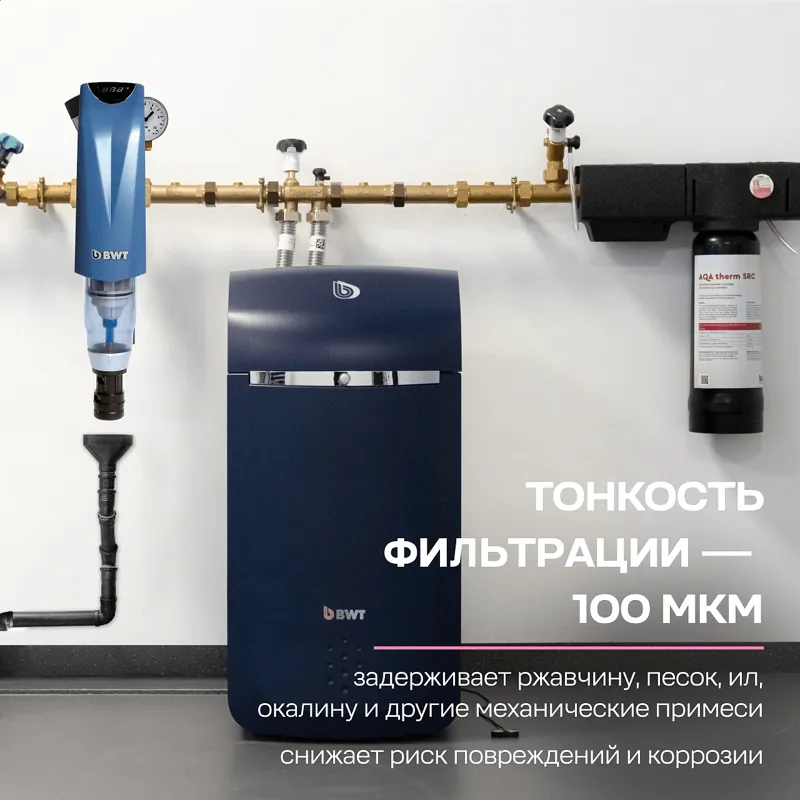 BWT
AQA therm SRC
BWT
ТОНКОСТЬ
ФИЛЬТРАЦИИ —
100 МКМ
задерживает ржавчину, песок, ил,
окалину и другие механические примеси
снижает риск повреждений и коррозии